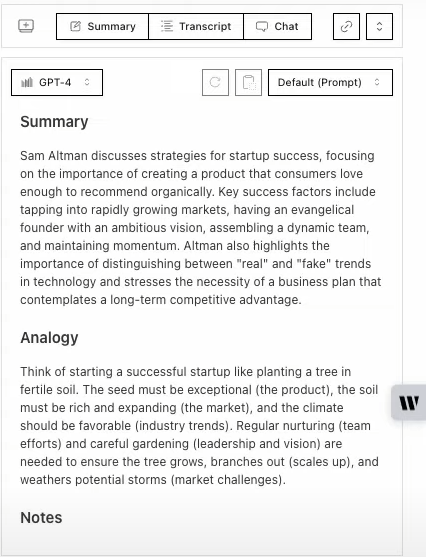 Summary Transcript Chat
GPT-4 Default (Prompt)
Summary
Sam Altman discusses strategies for startup success, focusing
on the importance of creating a product that consumers love
enough to recommend organically. Key success factors include
tapping into rapidly growing markets, having an evangelical
founder with an ambitious vision, assembling a dynamic team,
and maintaining momentum. Altman also highlights the
importance of distinguishing between "real" and "fake" trends
in technology and stresses the necessity of a business plan that
contemplates a long-term competitive advantage.
Analogy
Think of starting a successful startup like planting a tree in
fertile soil. The seed must be exceptional (the product), the soil
must be rich and expanding (the market), and the climate
should be favorable (industry trends). Regular nurturing (team
efforts) and careful gardening (leadership and vision) are
needed to ensure the tree grows, branches out (scales up), and
weathers potential storms (market challenges).
Notes